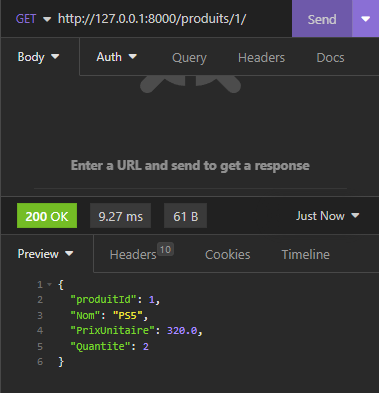 GET http://127.0.0.1:8000/produits/1/ Send
Body Auth Query Headers Docs
Enter a URL and send to get a response
200 OK 9.27 ms 61 B Just Now
Preview Headers 10 Cookies Timeline
1 {
2 "produitId": 1,
3 "Nom": "PS5",
4 "PrixUnitaire": 320.0,
5 "Quantite": 2
6 }